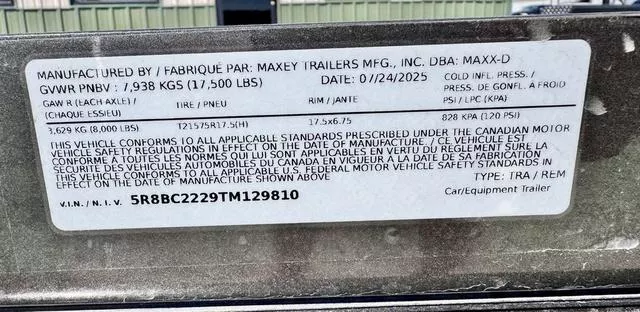 MANUFACTURED BY / FABRIQUÉ PAR: MAXEY TRAILERS MFG., INC. DBA: MAXX-D
GVWR PNBV : 7,938 KGS (17,500 LBS) DATE: 07/24/2025 COLD INFL. PRESS. /
PRESS. DE GONFL. À FROID
GAW R (EACH AXLE) / TIRE / PNEU RIM / JANTE PSI / LPC (KPA)
(CHAQUE ESSIEU)
3,629 KG (8,000 LBS) T21575R17.5(H) 17.5x6.75 828 KPA (120 PSI)
THIS VEHICLE CONFORMS TO ALL APPLICABLE STANDARDS PRESCRIBED UNDER THE CANADIAN MOTOR
VEHICLE SAFETY REGULATIONS IN EFFECT ON THE DATE OF MANUFACTURE / CE VÉHICULE EST
CONFORME À TOUTES LES NORMES QUI LUI SONT APPLICABLES EN VERTU DU RÈGLEMENT SUR LA
SÉCURITÉ DES VÉHICULES AUTOMOBILES DU CANADA EN VIGUEUR À LA DATE DE SA FABRICATION
THIS VEHICLE CONFORMS TO ALL APPLICABLE U.S. FEDERAL MOTOR VEHICLE SAFETY STANDARDS IN
EFFECT ON THE DATE OF MANUFACTURE SHOWN ABOVE
TYPE: TRA / REM
V.I.N. / N.I.V. 5R8BC2229TM129810 Car/Equipment Trailer